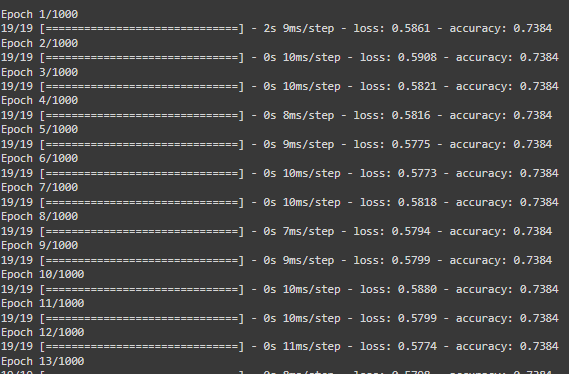 Epoch 1/1000
19/19 [==============================] - 2s 9ms/step - loss: 0.5861 - accuracy: 0.7384
Epoch 2/1000
19/19 [==============================] - 0s 10ms/step - loss: 0.5908 - accuracy: 0.7384
Epoch 3/1000
19/19 [==============================] - 0s 10ms/step - loss: 0.5821 - accuracy: 0.7384
Epoch 4/1000
19/19 [==============================] - 0s 8ms/step - loss: 0.5816 - accuracy: 0.7384
Epoch 5/1000
19/19 [==============================] - 0s 9ms/step - loss: 0.5775 - accuracy: 0.7384
Epoch 6/1000
19/19 [==============================] - 0s 10ms/step - loss: 0.5773 - accuracy: 0.7384
Epoch 7/1000
19/19 [==============================] - 0s 10ms/step - loss: 0.5818 - accuracy: 0.7384
Epoch 8/1000
19/19 [==============================] - 0s 7ms/step - loss: 0.5794 - accuracy: 0.7384
Epoch 9/1000
19/19 [==============================] - 0s 9ms/step - loss: 0.5799 - accuracy: 0.7384
Epoch 10/1000
19/19 [==============================] - 0s 10ms/step - loss: 0.5880 - accuracy: 0.7384
Epoch 11/1000
19/19 [==============================] - 0s 10ms/step - loss: 0.5799 - accuracy: 0.7384
Epoch 12/1000
19/19 [==============================] - 0s 11ms/step - loss: 0.5774 - accuracy: 0.7384
Epoch 13/1000